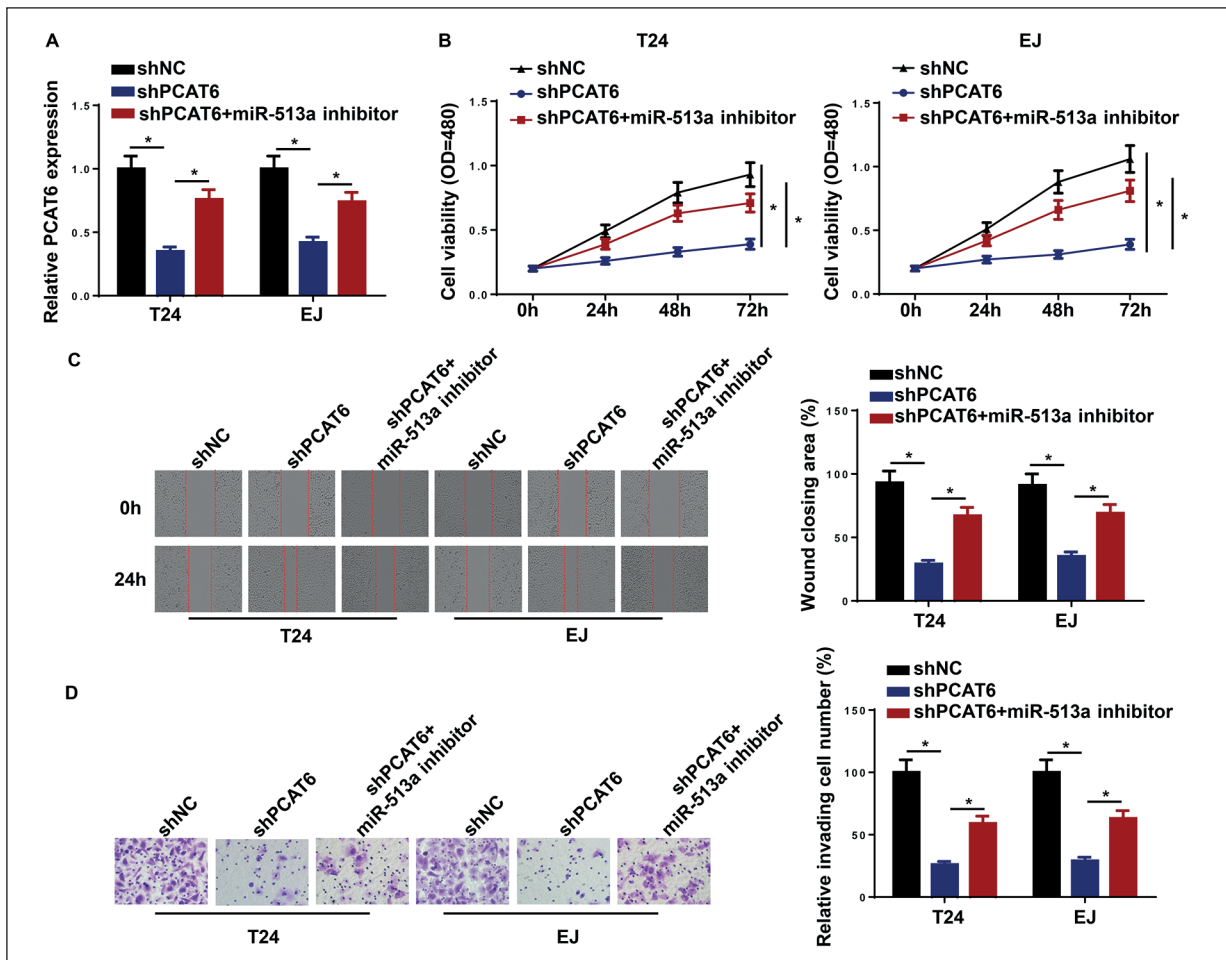 A
shNC
shPCAT6
shPCAT6+miR-513a inhibitor
Relative PCAT6 expression
1.5
1.0
0.5
0.0
*
*
*
*
T24
EJ
B
T24
shNC
shPCAT6
shPCAT6+miR-513a inhibitor
Cell viability (OD=480)
1.5
1.0
0.5
0.0
*
*
0h
24h
48h
72h
EJ
shNC
shPCAT6
shPCAT6+miR-513a inhibitor
Cell viability (OD=480)
1.5
1.0
0.5
0.0
*
*
0h
24h
48h
72h
C
shNC
shPCAT6
shPCAT6+
miR-513a inhibitor
shNC
shPCAT6
shPCAT6+
miR-513a inhibitor
0h
24h
T24
EJ
shNC
shPCAT6
shPCAT6+miR-513a inhibitor
Wound closing area (%)
150
100
50
0
*
*
*
*
T24
EJ
D
shNC
shPCAT6
shPCAT6+
miR-513a inhibitor
shNC
shPCAT6
shPCAT6+
miR-513a inhibitor
T24
EJ
shNC
shPCAT6
shPCAT6+miR-513a inhibitor
Relative invading cell number (%)
150
100
50
0
*
*
*
*
T24
EJ